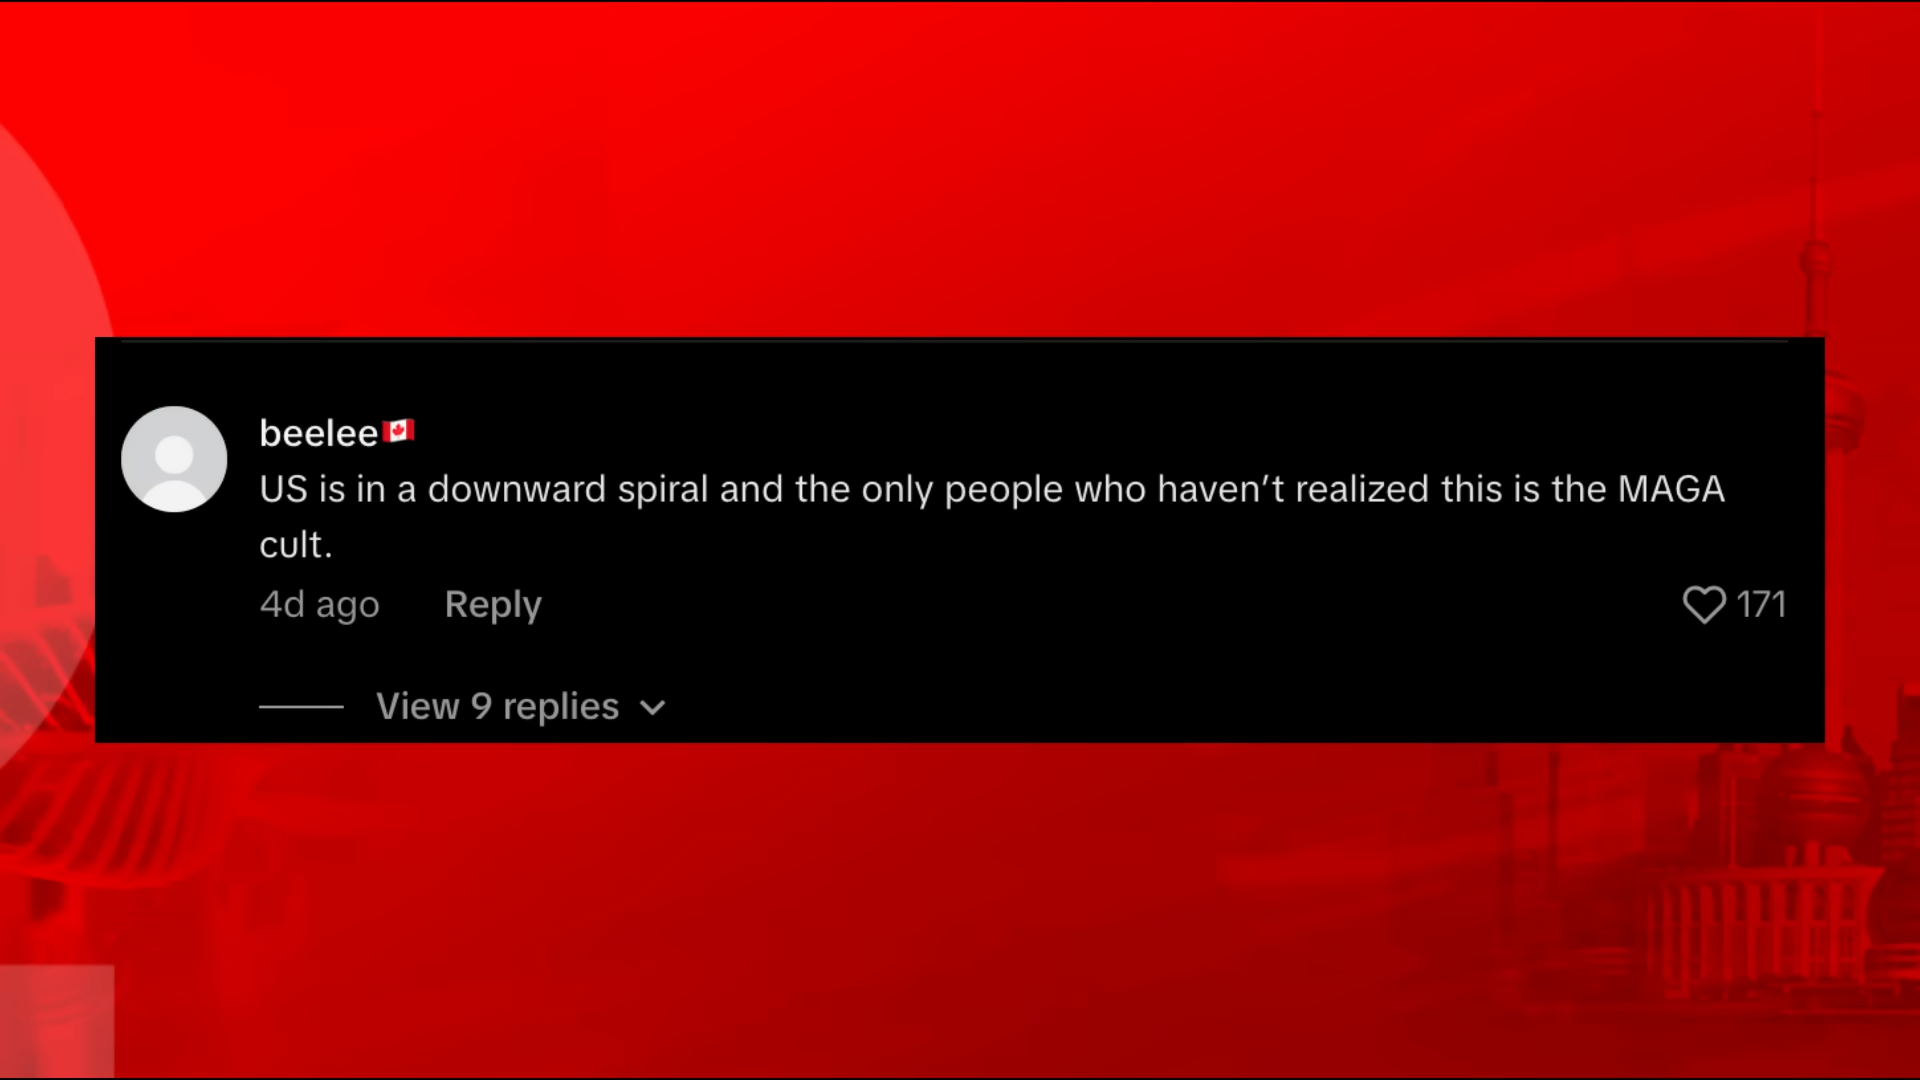 beelee🇨🇦
US is in a downward spiral and the only people who haven’t realized this is the MAGA
cult.
4d ago Reply 171
View 9 replies